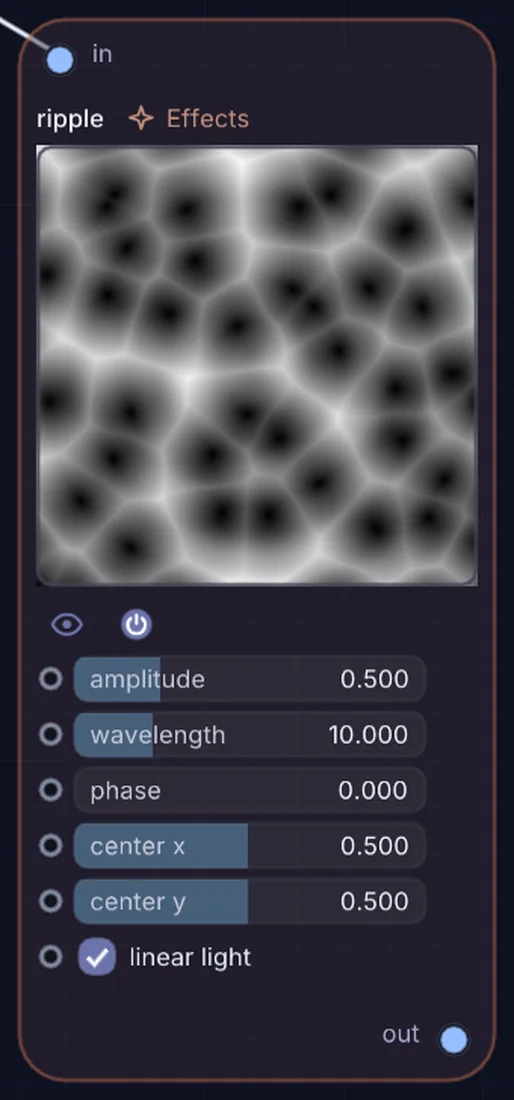 in
ripple Effects
amplitude 0.500
wavelength 10.000
phase 0.000
center x 0.500
center y 0.500
linear light
out